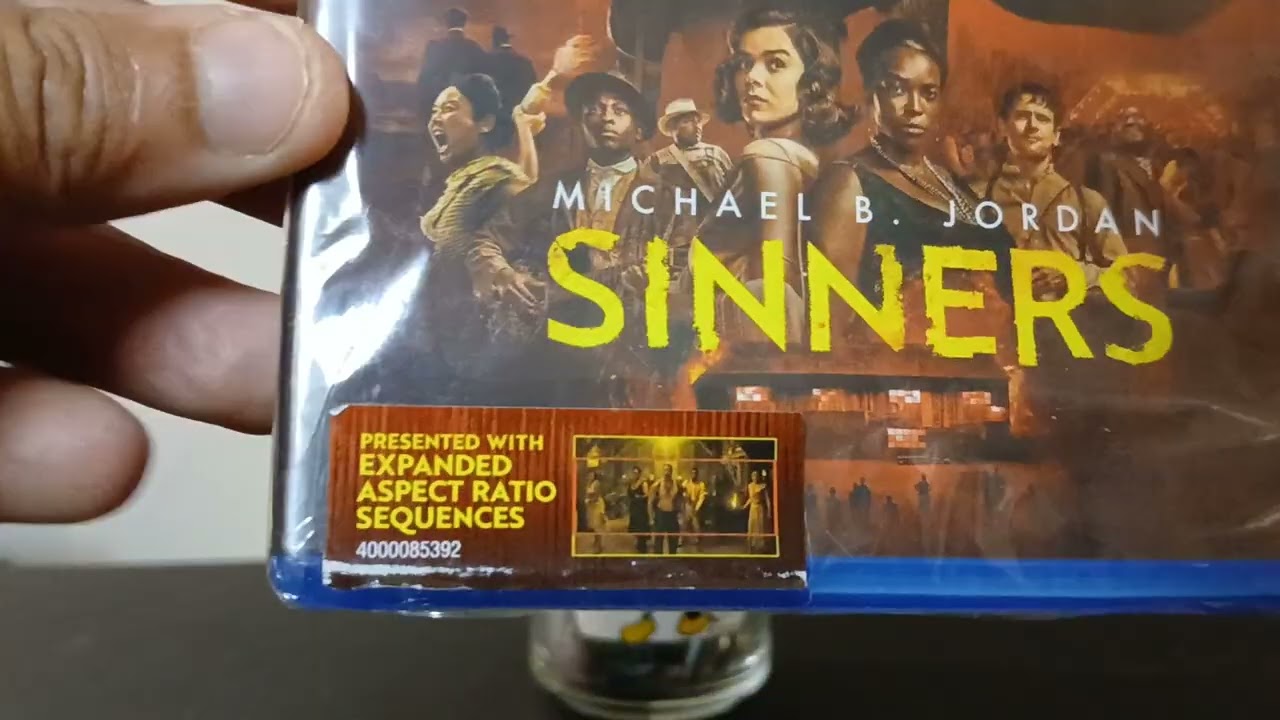 MICHAEL B. JORDAN
SINNERS
PRESENTED WITH
EXPANDED
ASPECT RATIO
SEQUENCES
4000085392